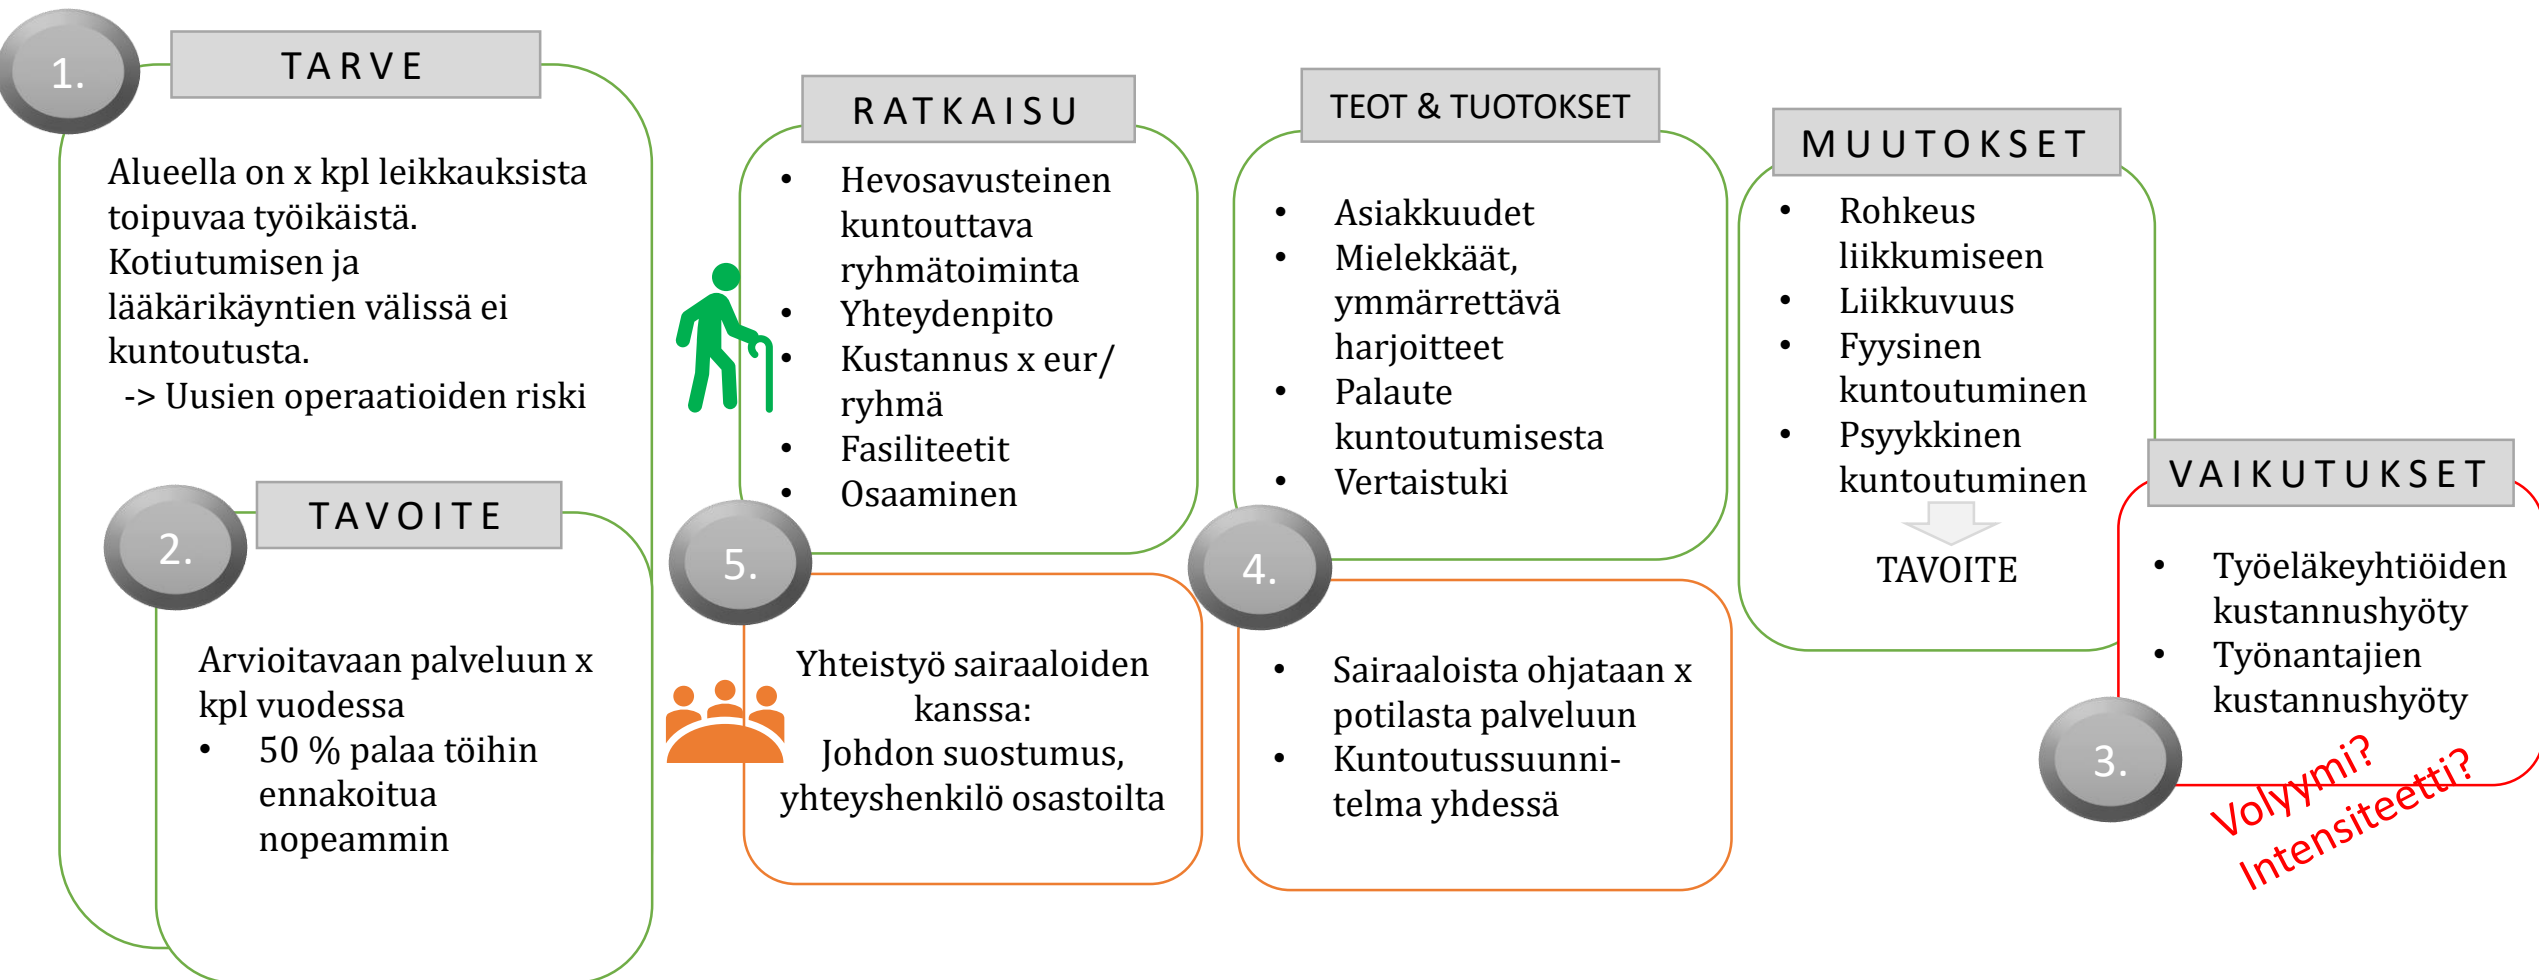 1.
TARVE
Alueella on x kpl leikkauksista
toipuvaa työikäistä.
Kotiutumisen ja
lääkärikäyntien välissä ei
kuntoutusta.
-> Uusien operaatioiden riski
2.
TAVOITE
Arvioitavaan palveluun x
kpl vuodessa
• 50 % palaa töihin
ennakoitua
nopeammin
RATKAISU
• Hevosavusteinen
kuntouttava
ryhmätoiminta
• Yhteydenpito
• Kustannus x eur/
ryhmä
• Fasiliteetit
• Osaaminen
5.
Yhteistyö sairaaloiden
kanssa:
Johdon suostumus,
yhteyshenkilö osastoilta
TEOT & TUOTOKSET
• Asiakkuudet
• Mielekkäät,
ymmärrettävä
harjoitteet
• Palaute
kuntoutumisesta
• Vertaistuki
4.
• Sairaaloista ohjataan x
potilasta palveluun
• Kuntoutussuunni-
telma yhdessä
MUUTOKSET
• Rohkeus
liikkumiseen
• Liikkuvuus
• Fyysinen
kuntoutuminen
• Psyykkinen
kuntoutuminen
TAVOITE
VAIKUTUKSET
• Työeläkeyhtiöiden
kustannushyöty
• Työnantajien
kustannushyöty
3.
Volyymi?
Intensiteetti?